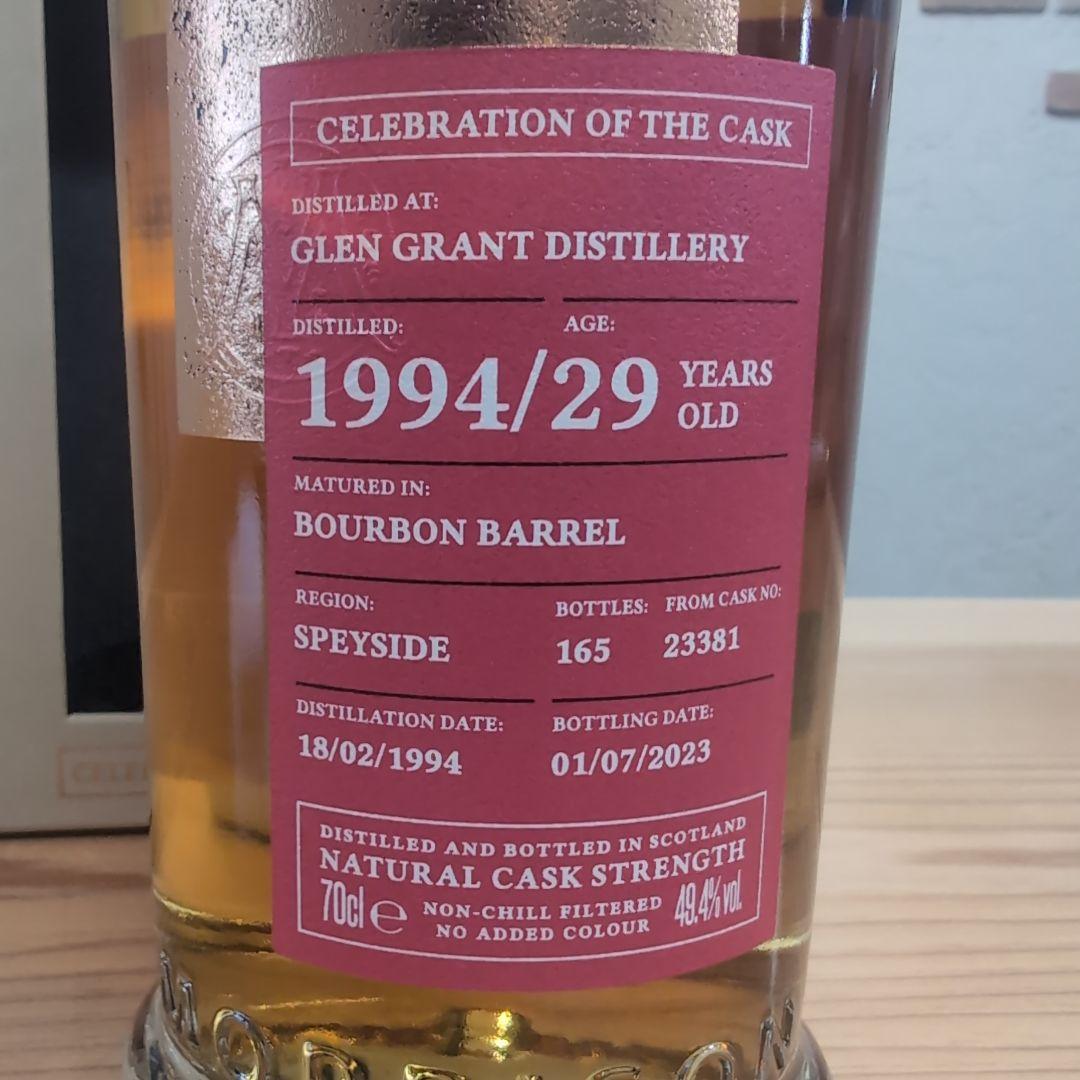 CELEBRATION OF THE CASK
DISTILLED AT:
GLEN GRANT DISTILLERY
DISTILLED: AGE:
1994/29 YEARS OLD
MATURED IN:
BOURBON BARREL
REGION: BOTTLES: FROM CASK NO:
SPEYSIDE 165 23381
DISTILLATION DATE: BOTTLING DATE:
18/02/1994 01/07/2023
DISTILLED AND BOTTLED IN SCOTLAND
NATURAL CASK STRENGTH
70cl e NON-CHILL FILTERED 49.4% vol.
NO ADDED COLOUR
MORRISON